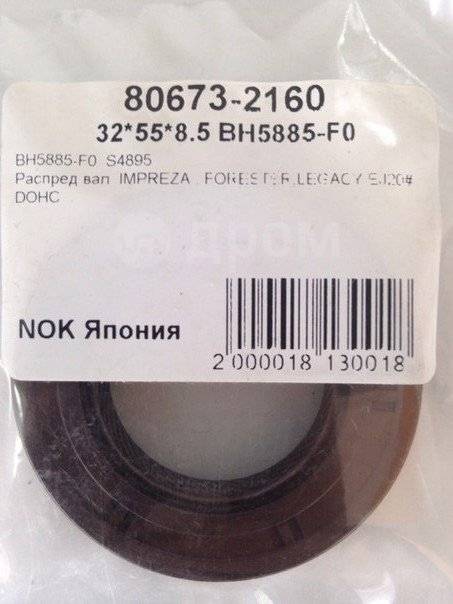 80673-2160
32*55*8.5 BH5885-F0
BH5885-F0 S4895
Распред вал IMPREZA , FORESTER,LEGACY EJ20#
DOHC
дром
NOK Япония
2 000018 130018